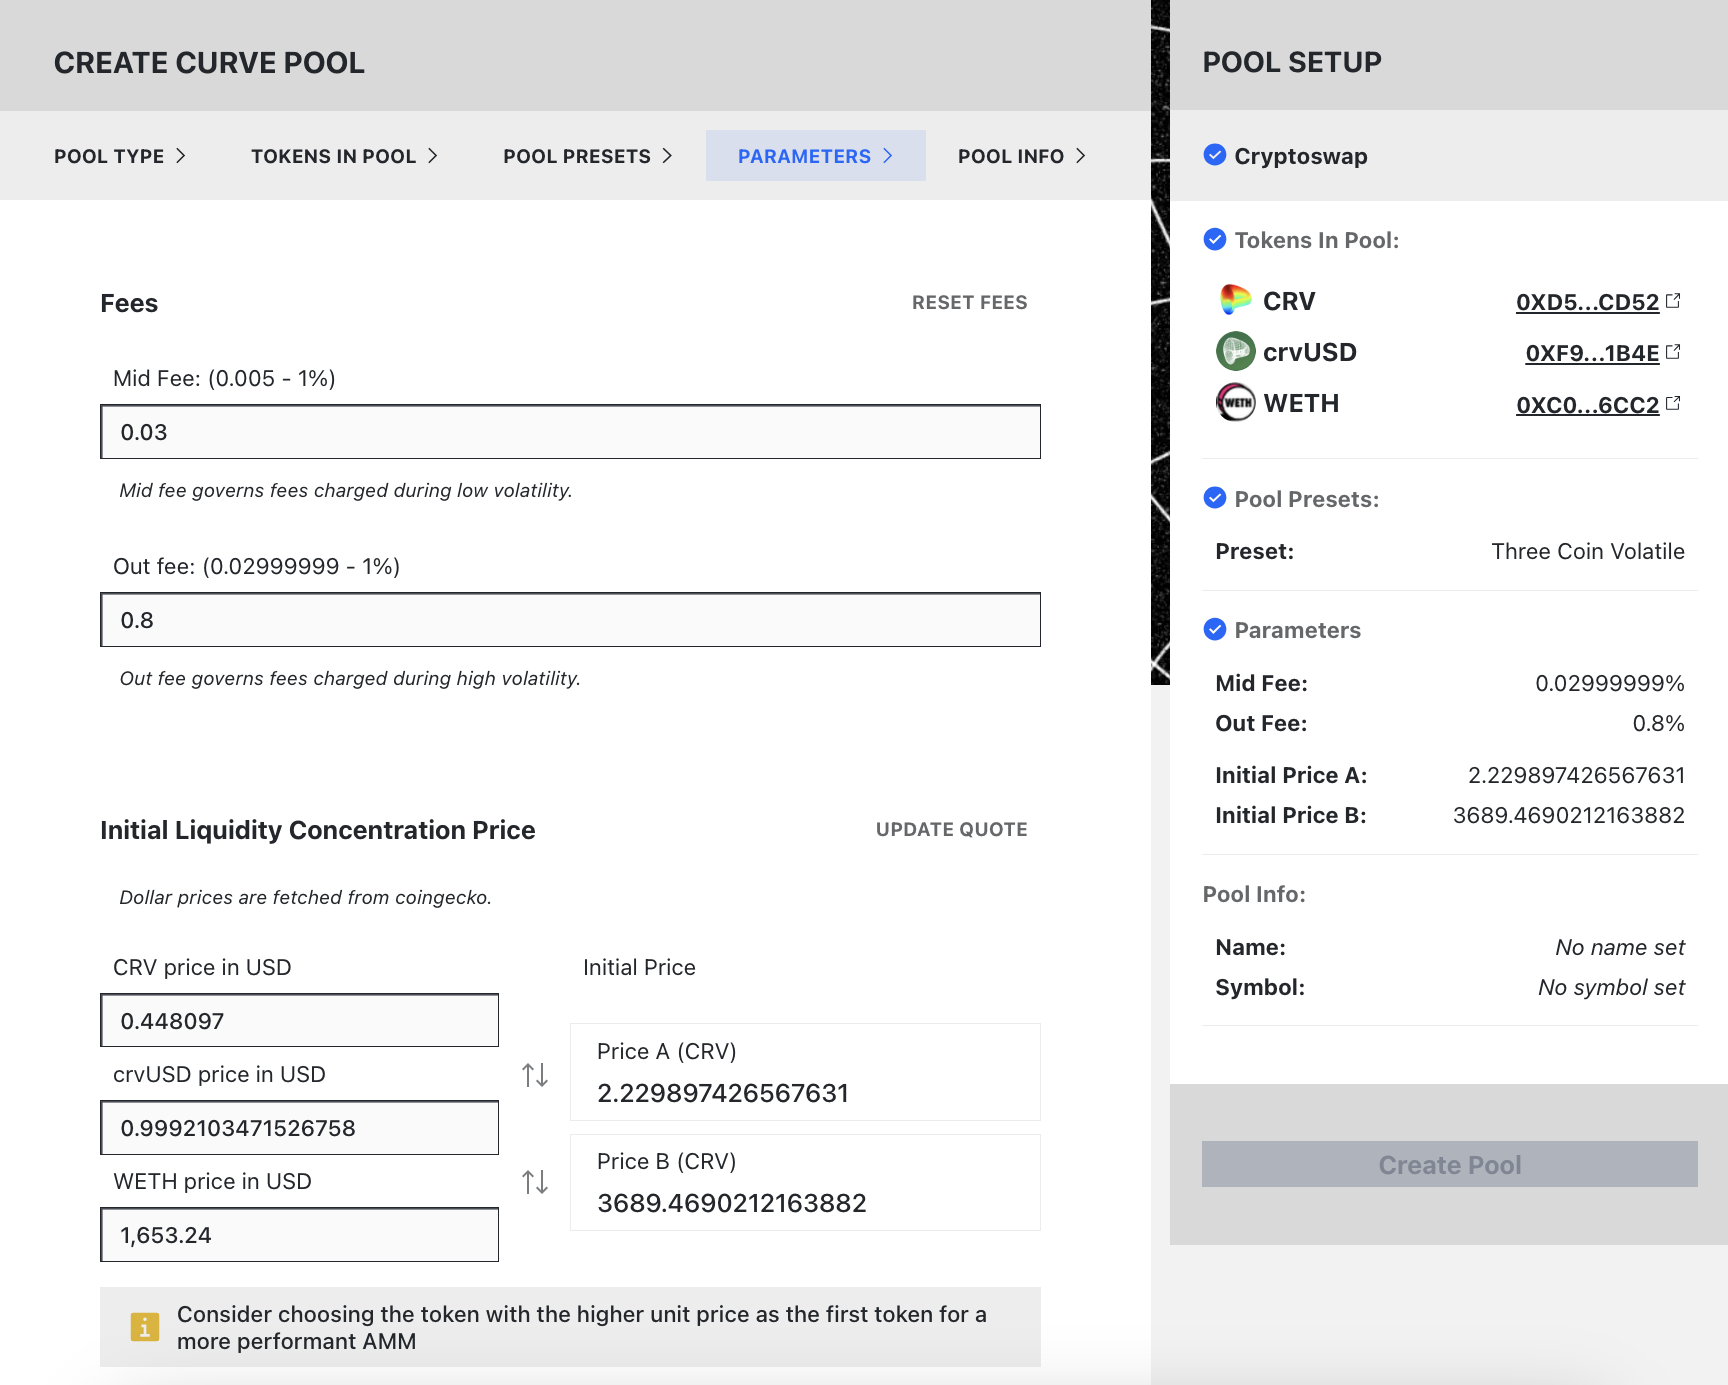 CREATE CURVE POOL
POOL TYPE
TOKENS IN POOL
POOL PRESETS
PARAMETERS
POOL INFO
Fees
RESET FEES
Mid Fee: (0.005 - 1%)
0.03
Mid fee governs fees charged during low volatility.
Out fee: (0.02999999 - 1%)
0.8
Out fee governs fees charged during high volatility.
Initial Liquidity Concentration Price
UPDATE QUOTE
Dollar prices are fetched from coingecko.
CRV price in USD
0.448097
crvUSD price in USD
0.9992103471526758
WETH price in USD
1,653.24
Initial Price
Price A (CRV)
2.229897426567631
Price B (CRV)
3689.4690212163882
Consider choosing the token with the higher unit price as the first token for a
more performant AMM
POOL SETUP
Cryptoswap
Tokens In Pool:
CRV 0XD5...CD52
crvUSD 0XF9...1B4E
WETH WETH 0XC0...6CC2
Pool Presets:
Preset: Three Coin Volatile
Parameters
Mid Fee: 0.02999999%
Out Fee: 0.8%
Initial Price A: 2.229897426567631
Initial Price B: 3689.4690212163882
Pool Info:
Name: No name set
Symbol: No symbol set
Create Pool